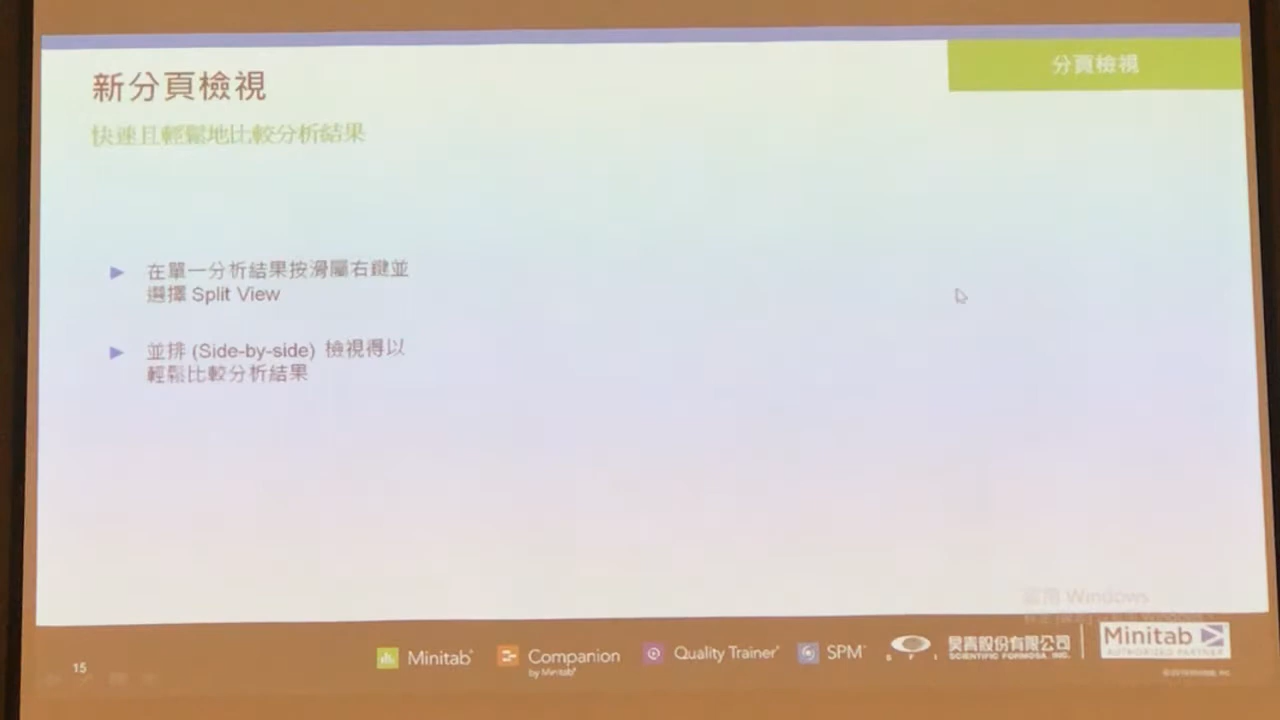 新分頁檢視
分頁檢視
快速且輕鬆地比較分析結果
在單一分析結果按滑鼠右鍵並
選擇 Split View
並排 (Side-by-side) 檢視得以
輕鬆比較分析結果
啟用 Windows
15
Minitab
Companion
by Minitab
Quality Trainer
SPM
S F I
昊青股份有限公司
SCIENTIFIC FORMOSA INC.
Minitab
AUTHORIZED PARTNER